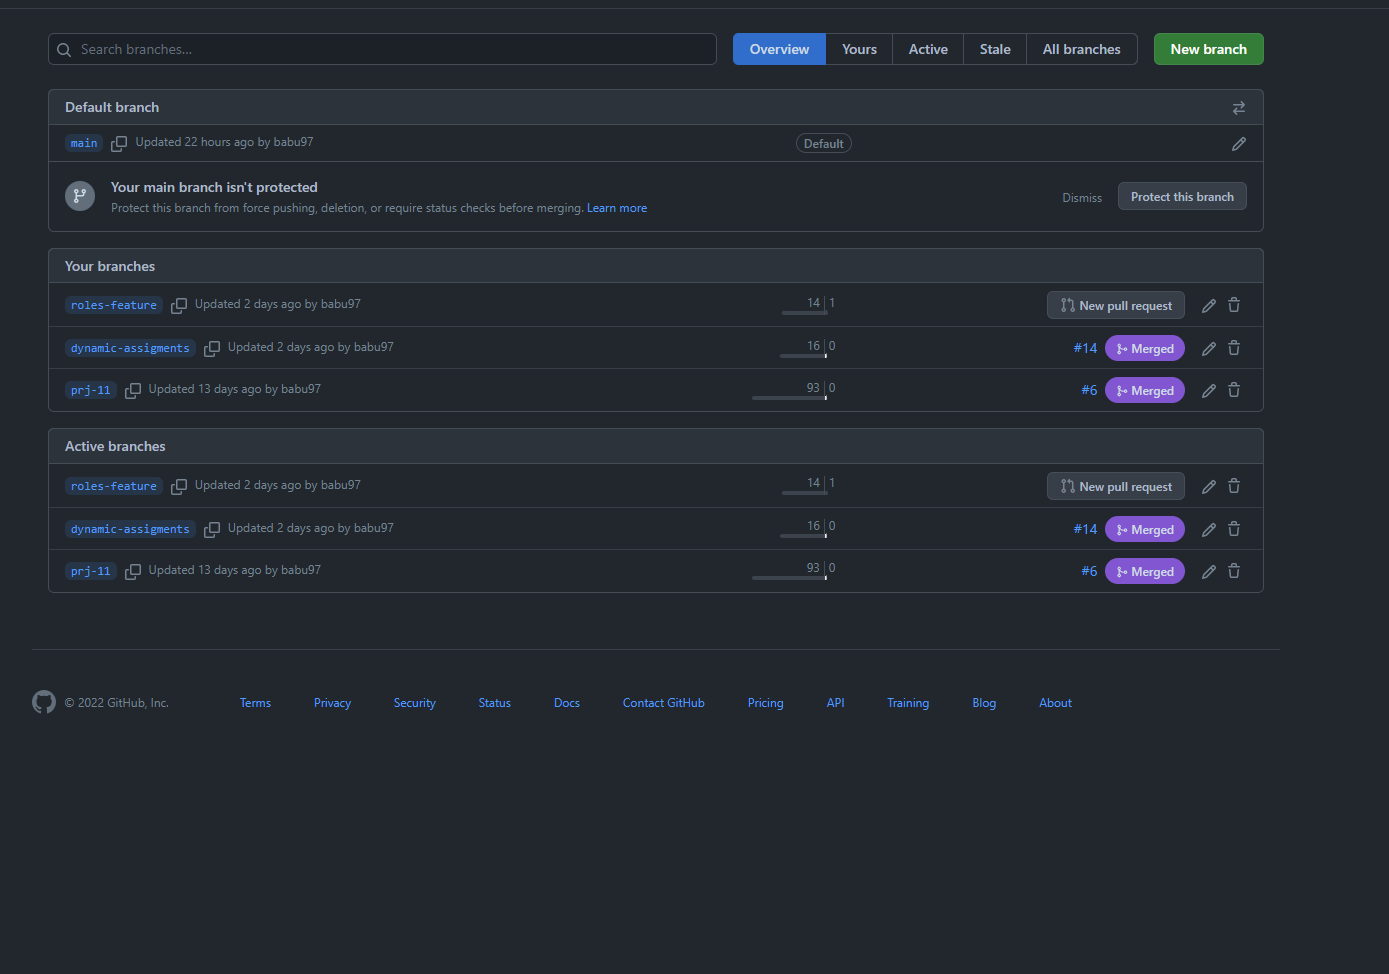 Search branches...
Overview Yours Active Stale All branches New branch
Default branch
main Updated 22 hours ago by babu97 Default
Your main branch isn't protected
Protect this branch from force pushing, deletion, or require status checks before merging. Learn more
Dismiss Protect this branch
Your branches
roles-feature Updated 2 days ago by babu97 14 1 New pull request
dynamic-assigments Updated 2 days ago by babu97 16 0 #14 Merged
prj-11 Updated 13 days ago by babu97 93 0 #6 Merged
Active branches
roles-feature Updated 2 days ago by babu97 14 1 New pull request
dynamic-assigments Updated 2 days ago by babu97 16 0 #14 Merged
prj-11 Updated 13 days ago by babu97 93 0 #6 Merged
© 2022 GitHub, Inc. Terms Privacy Security Status Docs Contact GitHub Pricing API Training Blog About